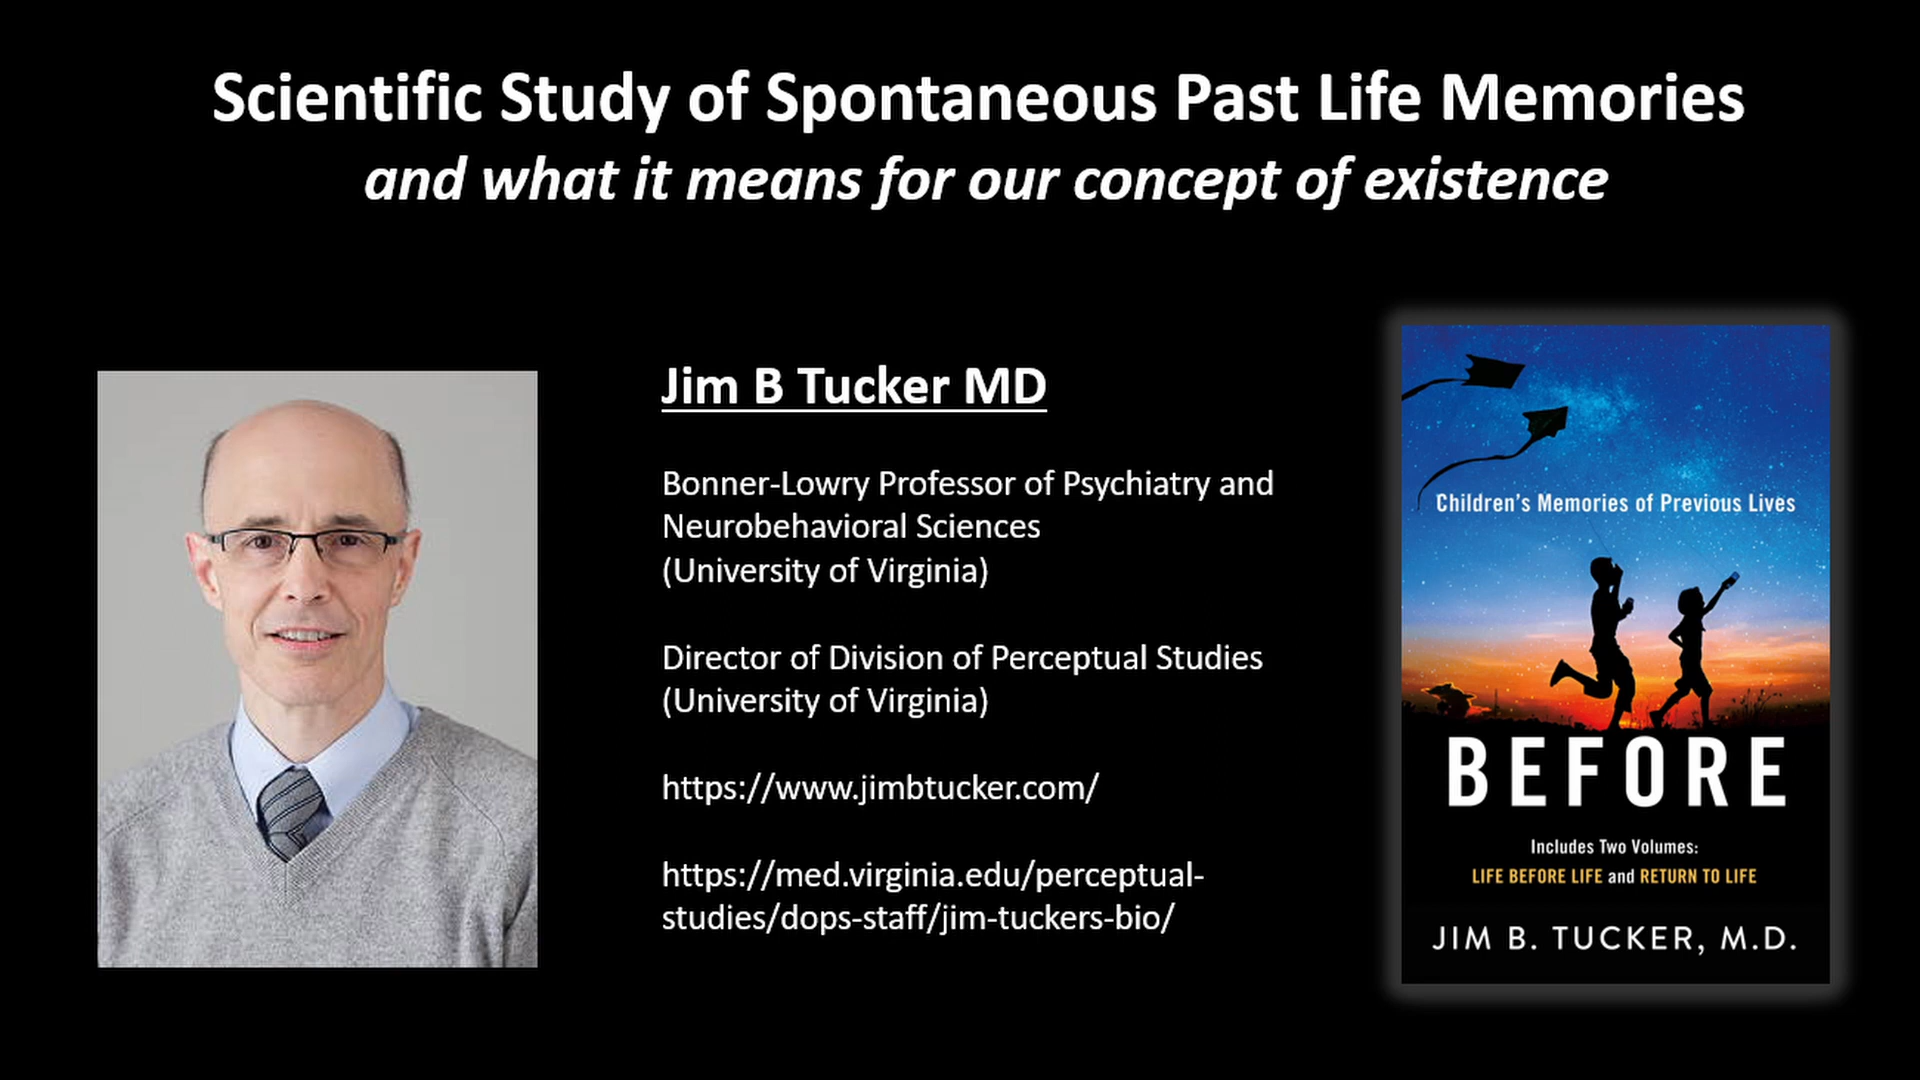 Scientific Study of Spontaneous Past Life Memories
and what it means for our concept of existence
Jim B Tucker MD
Bonner-Lowry Professor of Psychiatry and
Neurobehavioral Sciences
(University of Virginia)
Director of Division of Perceptual Studies
(University of Virginia)
https://www.jimbtucker.com/
https://med.virginia.edu/perceptual-
studies/dops-staff/jim-tuckers-bio/
Children's Memories of Previous Lives
BEFORE
Includes Two Volumes:
LIFE BEFORE LIFE and RETURN TO LIFE
JIM B. TUCKER, M.D.